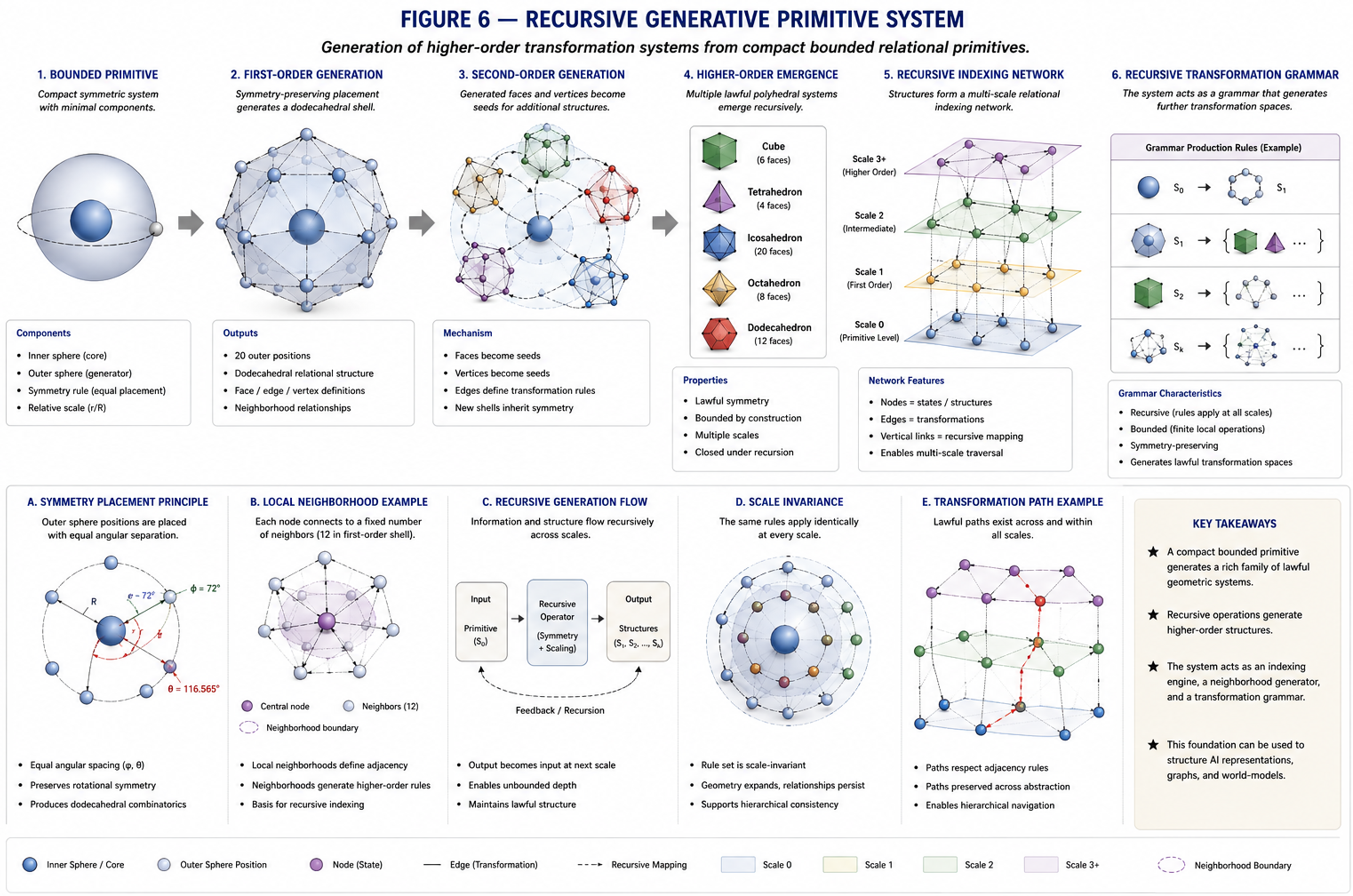 FIGURE 6 — RECURSIVE GENERATIVE PRIMITIVE SYSTEM
Generation of higher-order transformation systems from compact bounded relational primitives.
1. BOUNDED PRIMITIVE
Compact symmetric system
with minimal components.
Components
• Inner sphere (core)
• Outer sphere (generator)
• Symmetry rule (equal placement)
• Relative scale (r/R)
2. FIRST-ORDER GENERATION
Symmetry-preserving placement
generates a dodecahedral shell.
Outputs
• 20 outer positions
• Dodecahedral relational structure
• Face / edge / vertex definitions
• Neighborhood relationships
3. SECOND-ORDER GENERATION
Generated faces and vertices become
seeds for additional structures.
Mechanism
• Faces become seeds
• Vertices become seeds
• Edges define transformation rules
• New shells inherit symmetry
4. HIGHER-ORDER EMERGENCE
Multiple lawful polyhedral systems
emerge recursively.
Cube
(6 faces)
Tetrahedron
(4 faces)
Icosahedron
(20 faces)
Octahedron
(8 faces)
Dodecahedron
(12 faces)
Properties
• Lawful symmetry
• Bounded by construction
• Multiple scales
• Closed under recursion
5. RECURSIVE INDEXING NETWORK
Structures form a multi-scale relational
indexing network.
Scale 3+
(Higher Order)
Scale 2
(Intermediate)
Scale 1
(First Order)
Scale 0
(Primitive Level)
Network Features
• Nodes = states / structures
• Edges = transformations
• Vertical links = recursive mapping
• Enables multi-scale traversal
6. RECURSIVE TRANSFORMATION GRAMMAR
The system acts as a grammar that generates
further transformation spaces.
Grammar Production Rules (Example)
S₀ → S₁
S₁ → { ⋯ }
S₂ → { ⋯ }
Sₖ → { ⋯ }
Grammar Characteristics
• Recursive (rules apply at all scales)
• Bounded (finite local operations)
• Symmetry-preserving
• Generates lawful transformation spaces
A. SYMMETRY PLACEMENT PRINCIPLE
Outer sphere positions are placed
with equal angular separation.
ϕ = 72°
R
θ = 116.565°
• Equal angular spacing (φ, θ)
• Preserves rotational symmetry
• Produces dodecahedral combinatorics
B. LOCAL NEIGHBORHOOD EXAMPLE
Each node connects to a fixed number
of neighbors (12 in first-order shell).
Central node
Neighbors (12)
Neighborhood boundary
• Local neighborhoods define adjacency
• Neighborhoods generate higher-order rules
• Basis for recursive indexing
C. RECURSIVE GENERATION FLOW
Information and structure flow recursively
across scales.
Input
Primitive
(S₀)
Recursive
Operator
(Symmetry
+ Scaling)
Output
Structures
(S₁, S₂, ..., Sₖ)
Feedback / Recursion
• Output becomes input at next scale
• Enables unbounded depth
• Maintains lawful structure
D. SCALE INVARIANCE
The same rules apply identically
at every scale.
• Rule set is scale-invariant
• Geometry expands, relationships persist
• Supports hierarchical consistency
E. TRANSFORMATION PATH EXAMPLE
Lawful paths exist across and within
all scales.
• Paths respect adjacency rules
• Paths preserved across abstraction
• Enables hierarchical navigation
KEY TAKEAWAYS
★ A compact bounded primitive
generates a rich family of lawful
geometric systems.
★ Recursive operations generate
higher-order structures.
★ The system acts as an indexing
engine, a neighborhood generator,
and a transformation grammar.
★ This foundation can be used to
structure AI representations,
graphs, and world-models.
Inner Sphere / Core
Outer Sphere Position
Node (State)
Edge (Transformation)
Recursive Mapping
Scale 0
Scale 1
Scale 2
Scale 3+
Neighborhood Boundary